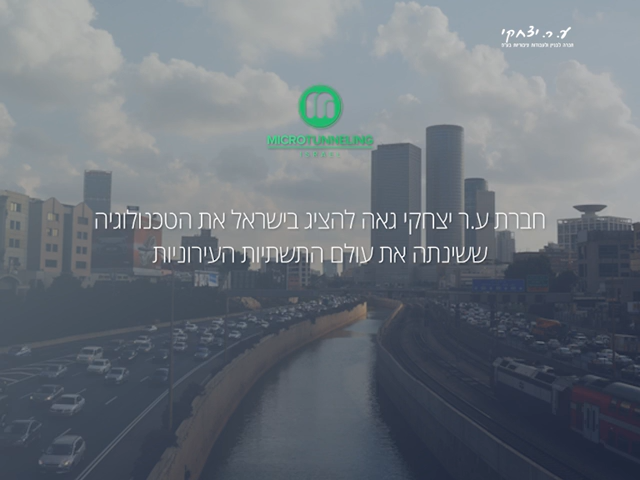 ע.ר.יצחקי
MICROTUNNELING
ISRAEL
חברת ע.ר יצחקי גאה להציג בישראל את הטכנולוגיה
ששינתה את עולם התשתיות העירוניות